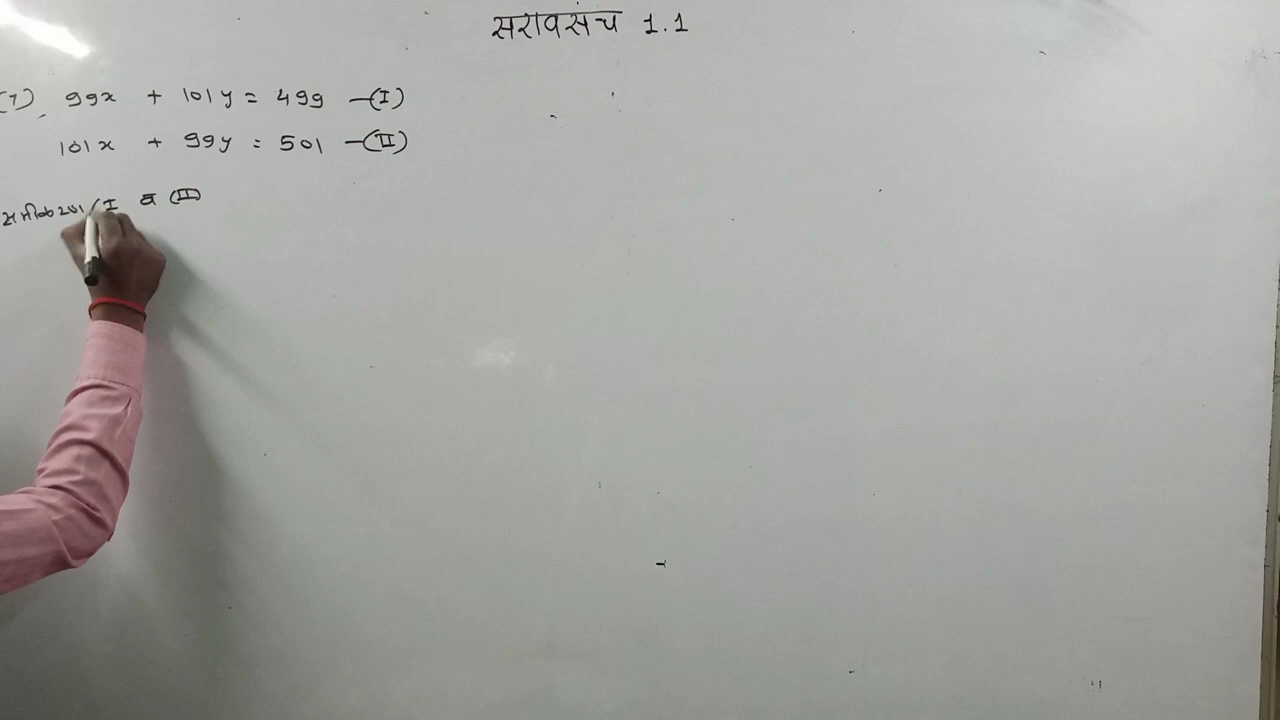 सरावसंच 1.1
(7) 99x + 101y = 499 —(I)
101x + 99y = 501 —(II)
समीकरण (I व (II)